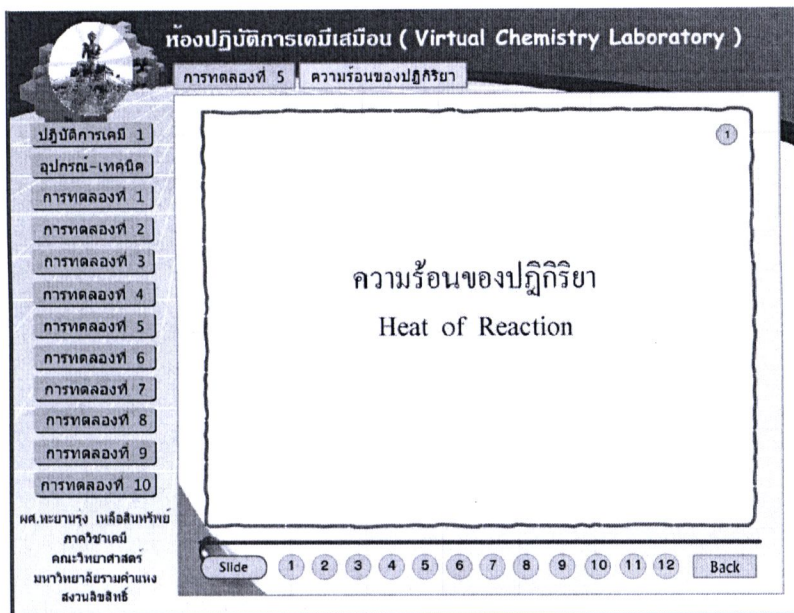 ห้องปฏิบัติการเคมีเสมือน ( Virtual Chemistry Laboratory )
การทดลองที่ 5 ความร้อนของปฏิกิริยา
1
ปฏิบัติการเคมี 1
อุปกรณ์-เทคนิค
การทดลองที่ 1
การทดลองที่ 2
การทดลองที่ 3
การทดลองที่ 4
การทดลองที่ 5
การทดลองที่ 6
การทดลองที่ 7
การทดลองที่ 8
การทดลองที่ 9
การทดลองที่ 10
ความร้อนของปฏิกิริยา
Heat of Reaction
ผศ.หะยามรุ่ง เหลือสินทรัพย์
ภาควิชาเคมี
คณะวิทยาศาสตร์
มหาวิทยาลัยรามคำแหง
สงวนลิขสิทธิ์
Slide 1 2 3 4 5 6 7 8 9 10 11 12 Back